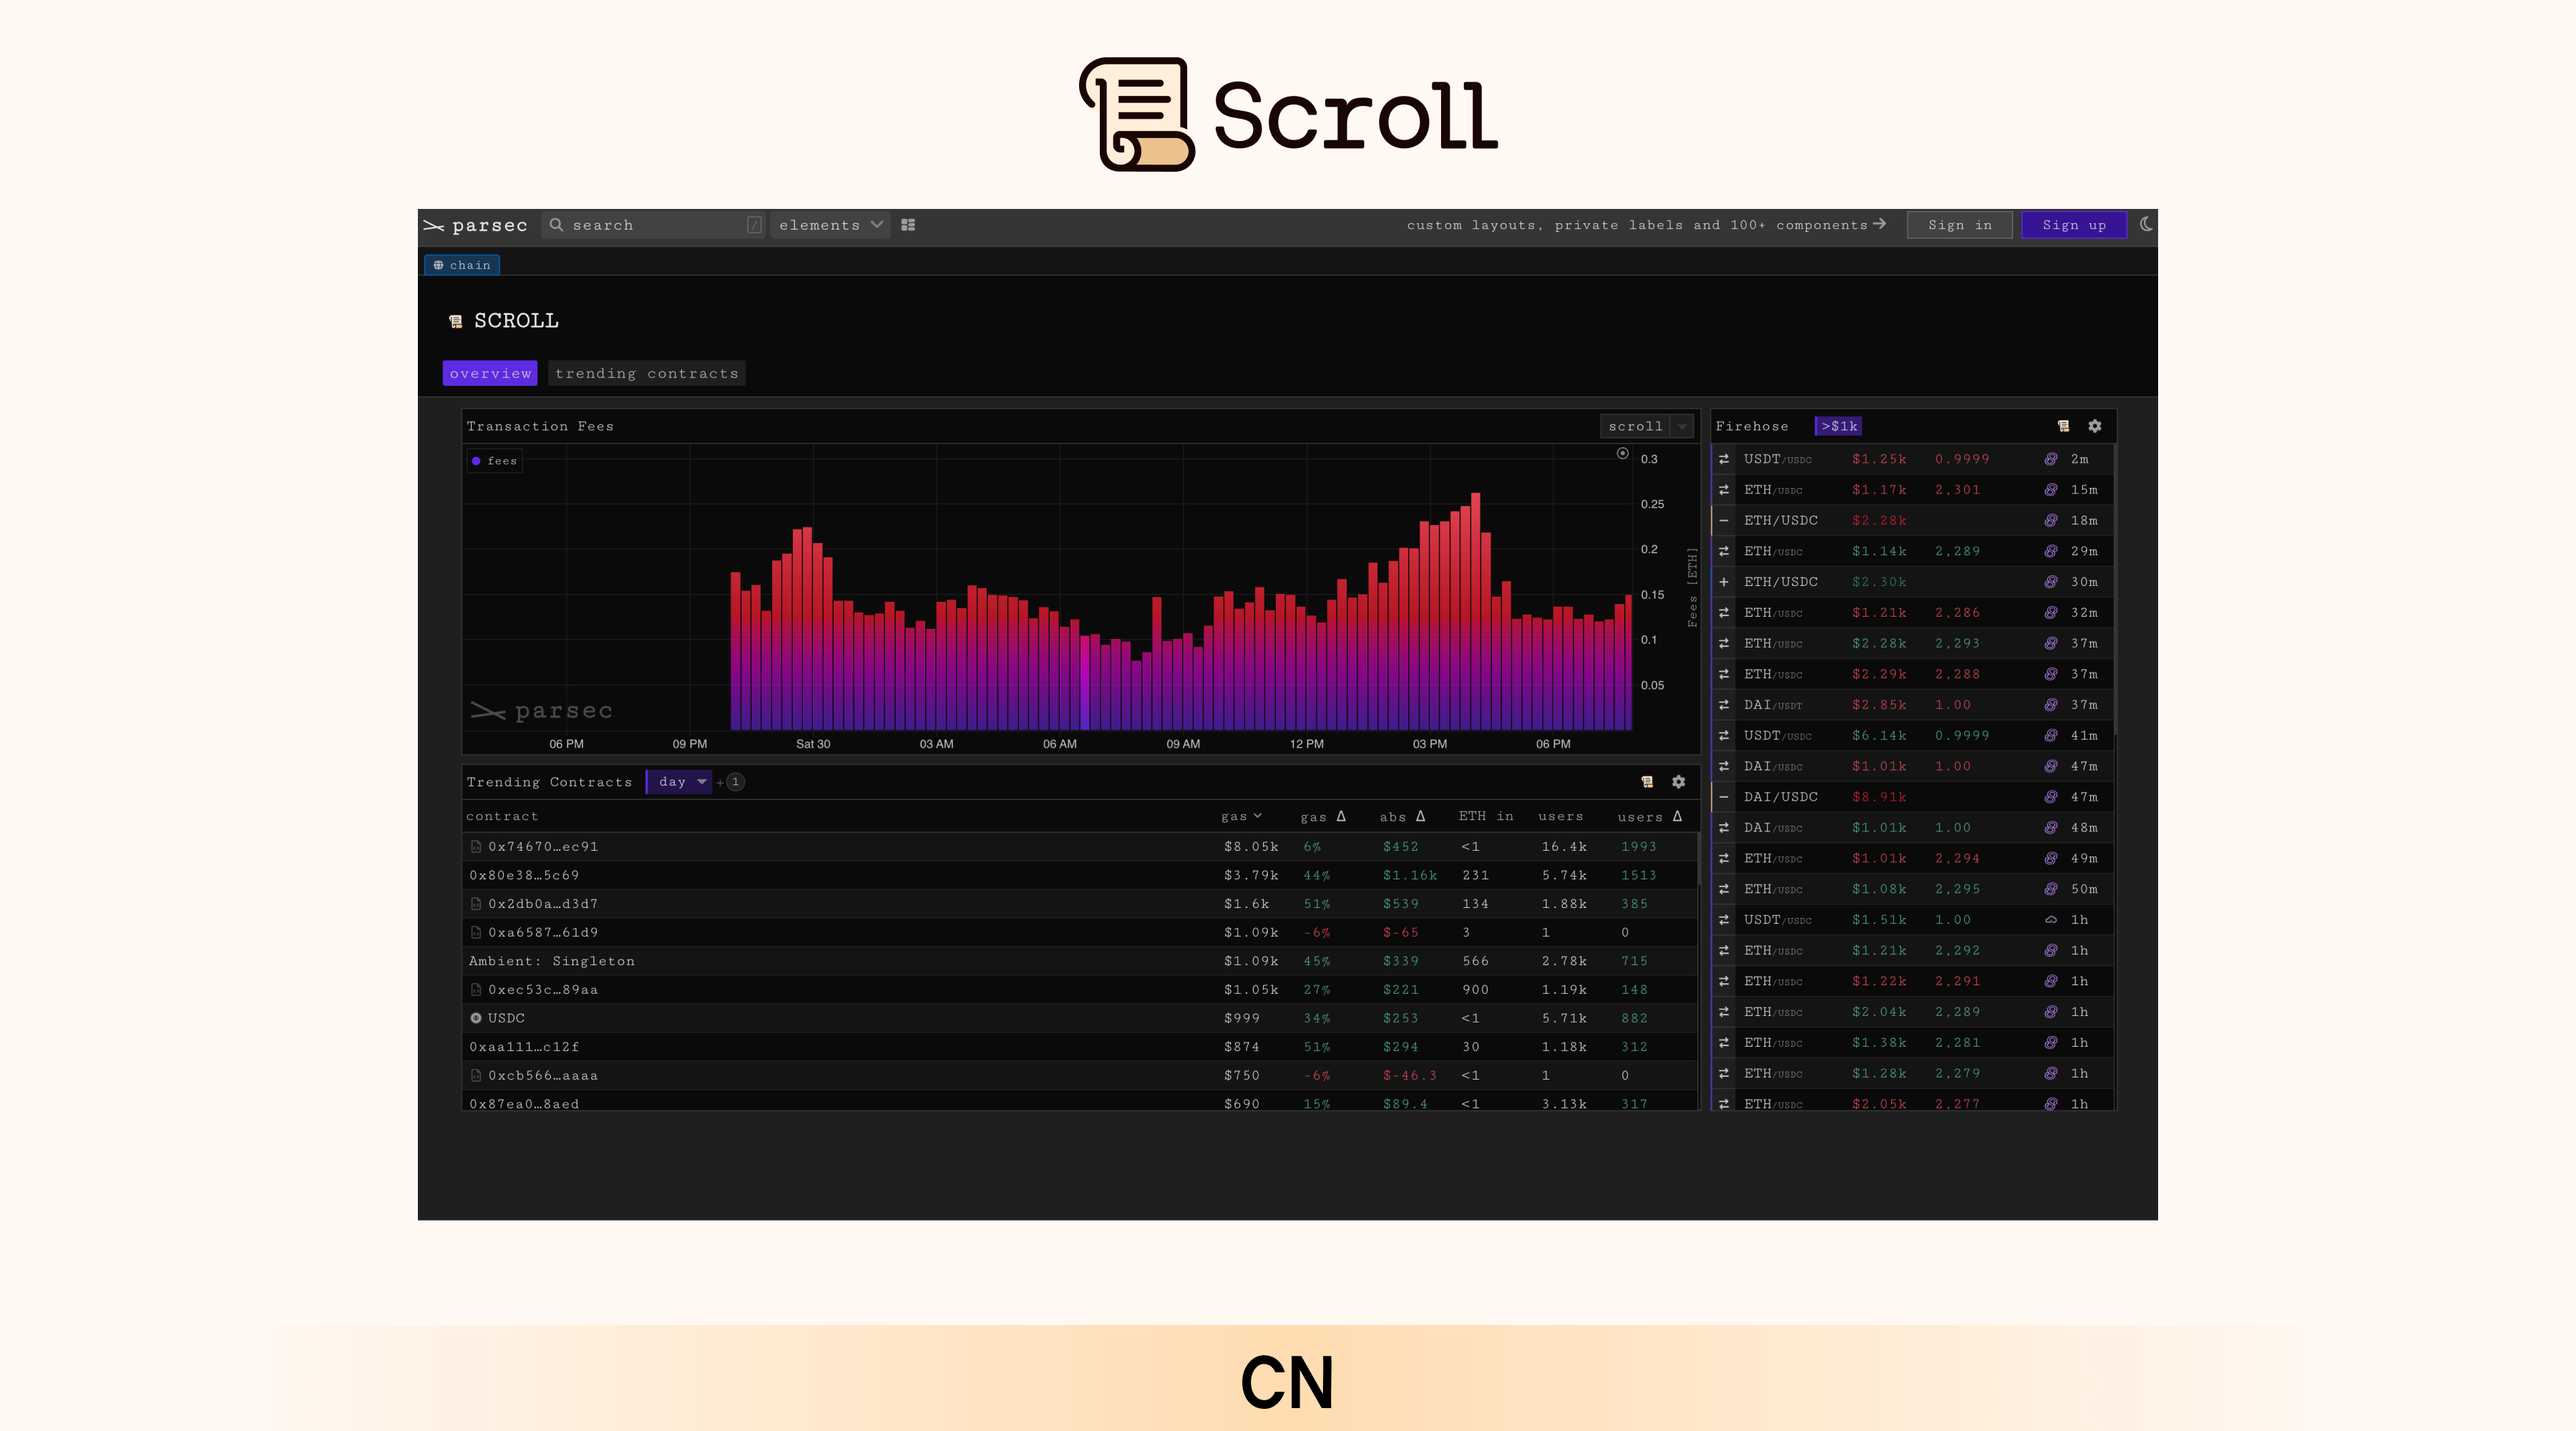 Scroll
parsec search / elements custom layouts, private labels and 100+ components Sign in Sign up
chain
SCROLL
overview trending contracts
Transaction Fees scroll
fees
0.3
0.25
0.2
0.15
0.1
0.05
Fees [ETH]
parsec
06 PM 09 PM Sat 30 03 AM 06 AM 09 AM 12 PM 03 PM 06 PM
Trending Contracts day +1
contract gas gas Δ abs Δ ETH in users users Δ
0x74670…ec91 $8.05k 6% $452 <1 16.4k 1993
0x80e38…5c69 $3.79k 44% $1.16k 231 5.74k 1513
0x2db0a…d3d7 $1.6k 51% $539 134 1.88k 385
0xa6587…61d9 $1.09k -6% $-65 3 1 0
Ambient: Singleton $1.09k 45% $339 566 2.78k 715
0xec53c…89aa $1.05k 27% $221 900 1.19k 148
USDC $999 34% $253 <1 5.71k 882
0xaa111…c12f $874 51% $294 30 1.18k 312
0xcb566…aaaa $750 -6% $-46.3 <1 1 0
0x87ea0…8aed $690 15% $89.4 <1 3.13k 317
Firehose >$1k
USDT/USDC $1.25k 0.9999 2m
ETH/USDC $1.17k 2,301 15m
ETH/USDC $2.28k 18m
ETH/USDC $1.14k 2,289 29m
ETH/USDC $2.30k 30m
ETH/USDC $1.21k 2,286 32m
ETH/USDC $2.28k 2,293 37m
ETH/USDC $2.29k 2,288 37m
DAI/USDT $2.85k 1.00 37m
USDT/USDC $6.14k 0.9999 41m
DAI/USDC $1.01k 1.00 47m
DAI/USDC $8.91k 47m
DAI/USDC $1.01k 1.00 48m
ETH/USDC $1.01k 2,294 49m
ETH/USDC $1.08k 2,295 50m
USDT/USDC $1.51k 1.00 1h
ETH/USDC $1.21k 2,292 1h
ETH/USDC $1.22k 2,291 1h
ETH/USDC $2.04k 2,289 1h
ETH/USDC $1.38k 2,281 1h
ETH/USDC $1.28k 2,279 1h
ETH/USDC $2.05k 2,277 1h
CN